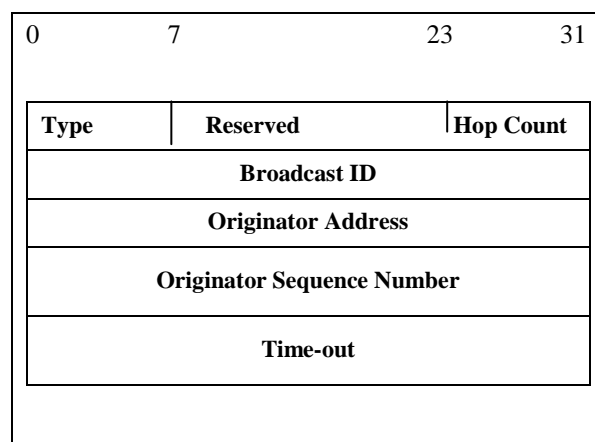 0 7 23 31
Type Reserved Hop Count
Broadcast ID
Originator Address
Originator Sequence Number
Time-out